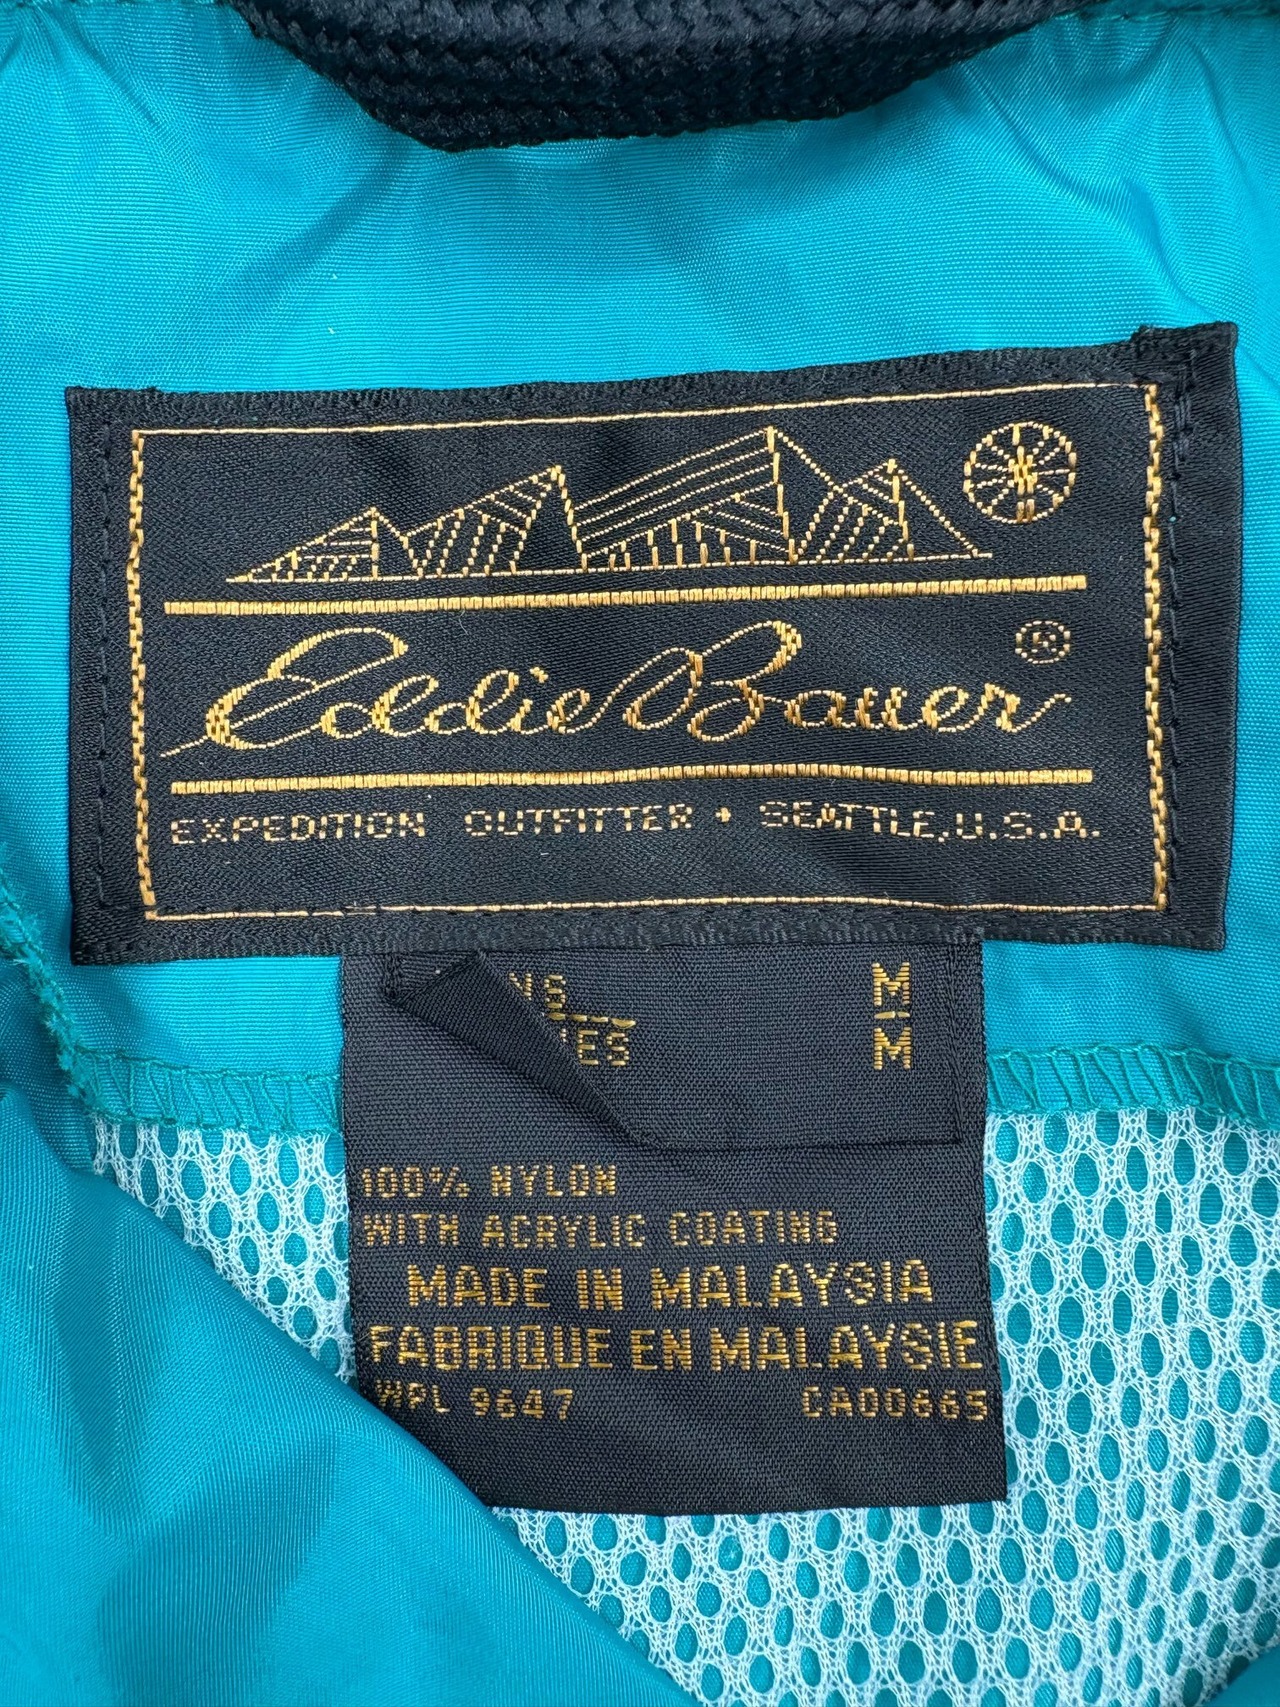 Eddie Bauer ®
EXPEDITION OUTFITTER • SEATTLE, U.S.A.
M
M
100% NYLON
WITH ACRYLIC COATING
MADE IN MALAYSIA
FABRIQUE EN MALAYSIE
WPL 9647 CA00665